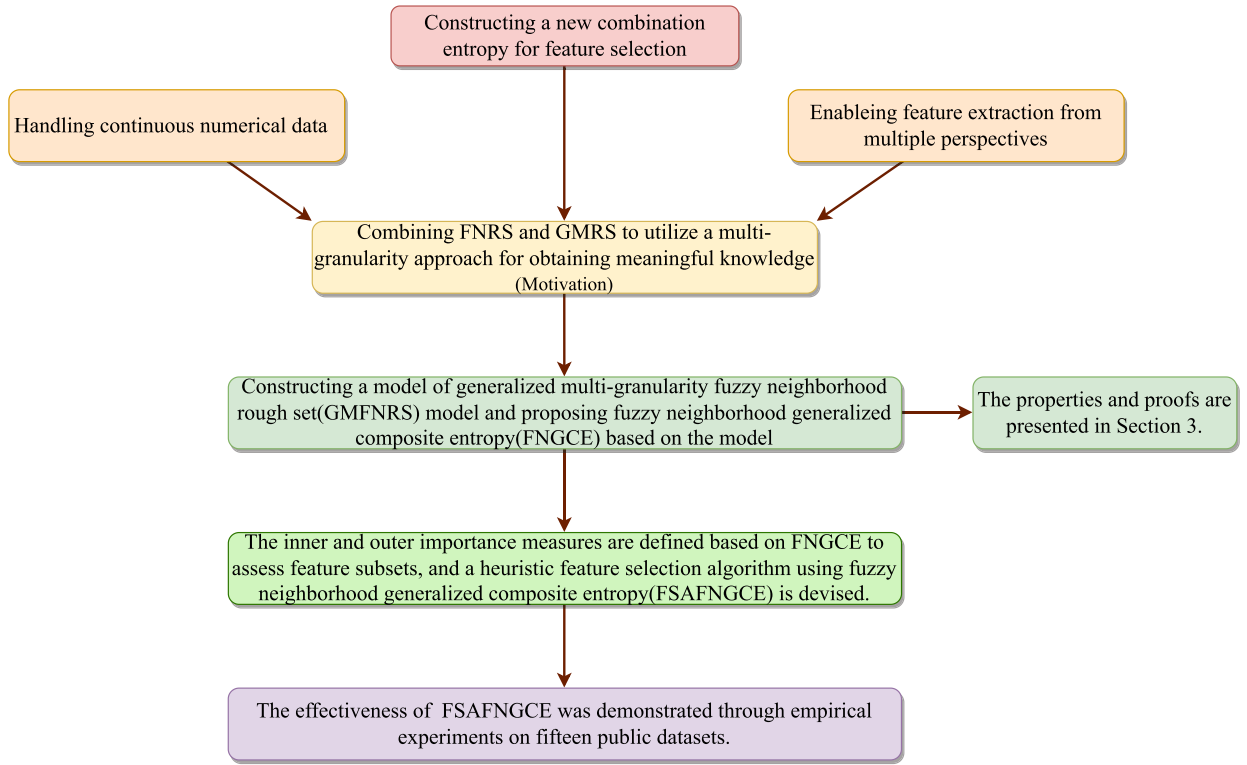 Constructing a new combination
entropy for feature selection
Handling continuous numerical data
Enableing feature extraction from
multiple perspectives
Combining FNRS and GMRS to utilize a multi-
granularity approach for obtaining meaningful knowledge
(Motivation)
Constructing a model of generalized multi-granularity fuzzy neighborhood
rough set(GMFNRS) model and proposing fuzzy neighborhood generalized
composite entropy(FNGCE) based on the model
The properties and proofs are
presented in Section 3.
The inner and outer importance measures are defined based on FNGCE to
assess feature subsets, and a heuristic feature selection algorithm using fuzzy
neighborhood generalized composite entropy(FSAFNGCE) is devised.
The effectiveness of FSAFNGCE was demonstrated through empirical
experiments on fifteen public datasets.